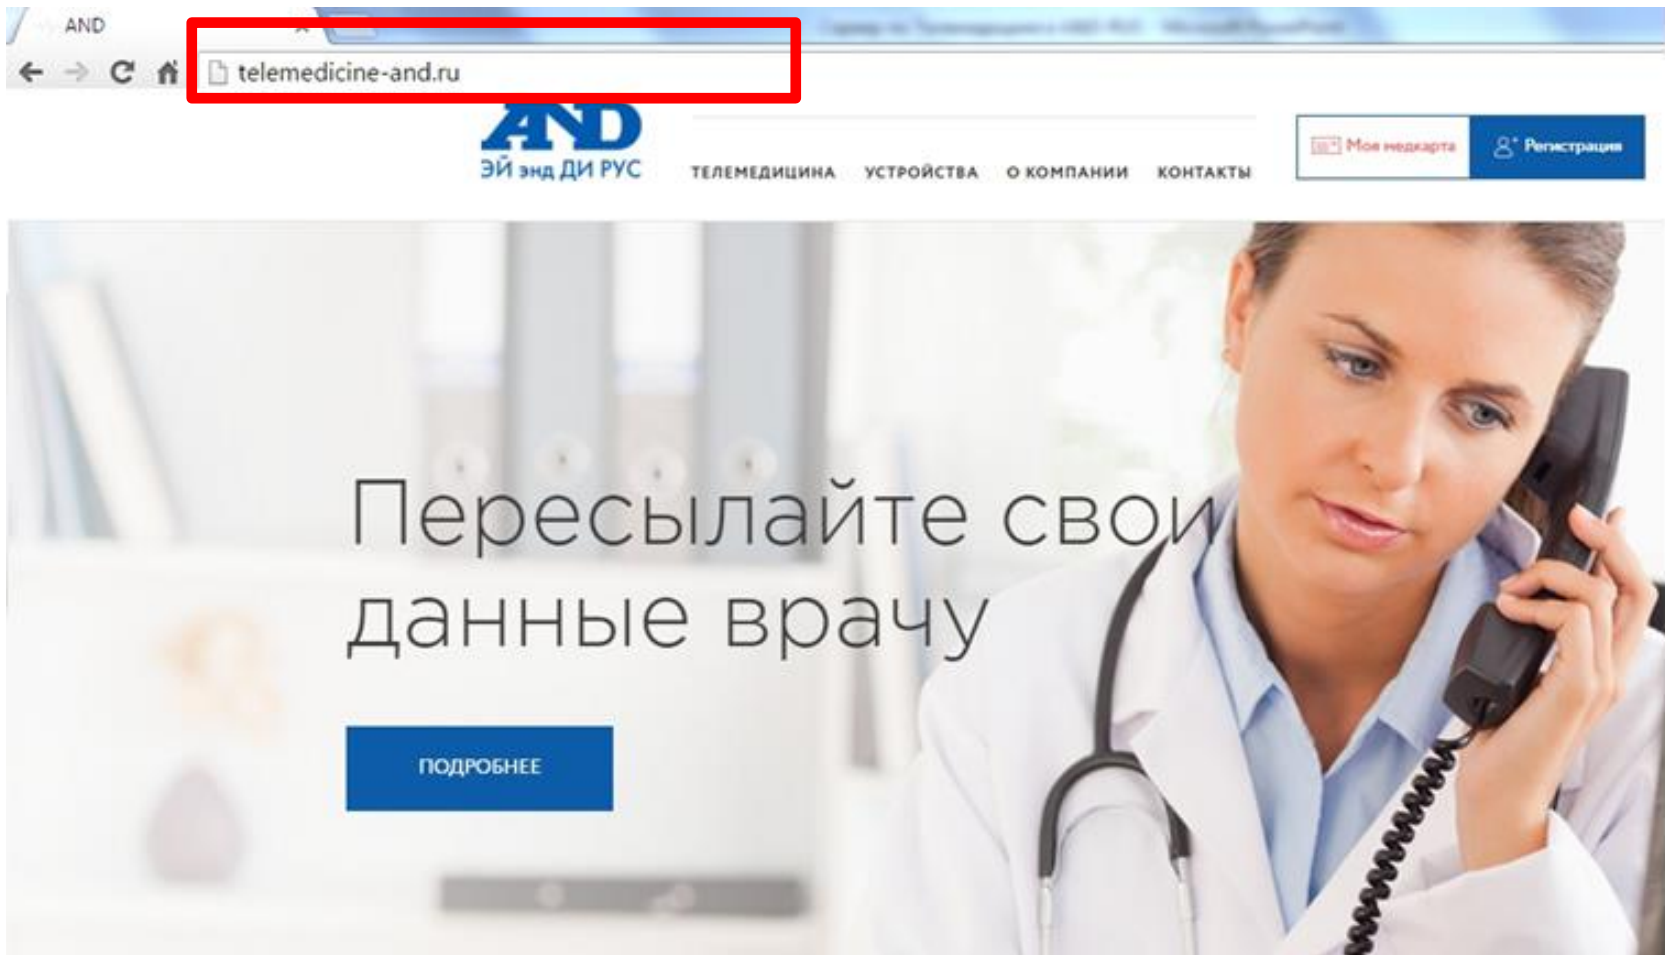 AND
telemedicine-and.ru
AND
ЭЙ энд ДИ РУС
ТЕЛЕМЕДИЦИНА УСТРОЙСТВА О КОМПАНИИ КОНТАКТЫ
Моя медкарта
Регистрация
Пересылайте свои
данные врачу
ПОДРОБНЕЕ